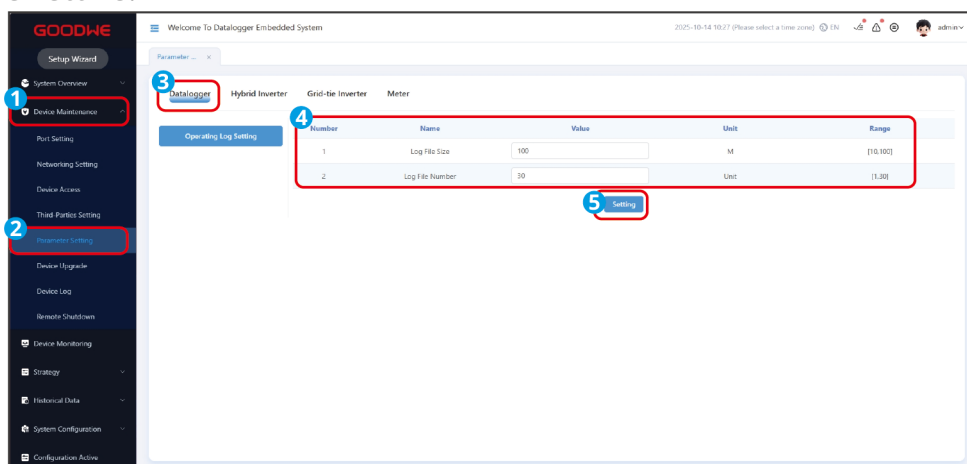 GOODWE
Welcome To Datalogger Embedded System
2025-10-14 10:27 (Please select a time zone) EN
admin
Setup Wizard
Parameter ... ×
System Overview
1
Device Maintenance
Port Setting
Networking Setting
Device Access
Third-Parties Setting
2
Parameter Setting
Device Upgrade
Device Log
Remote Shutdown
Device Monitoring
Strategy
Historical Data
System Configuration
Configuration Active
3
Datalogger Hybrid Inverter Grid-tie Inverter Meter
Operating Log Setting
4
Number Name Value Unit Range
1 Log File Size 100 M [10,100]
2 Log File Number 30 Unit [1,30]
5
Setting